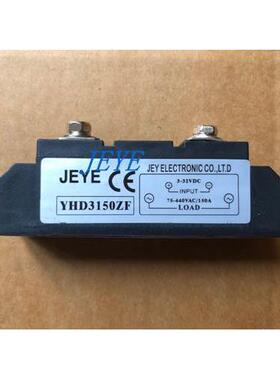 JEYE
JEYE CE
YHD3150ZF
JEY ELECTRONIC CO.,LT.D
3-32VDC
INPUT
75-440VAC/150A
LOAD